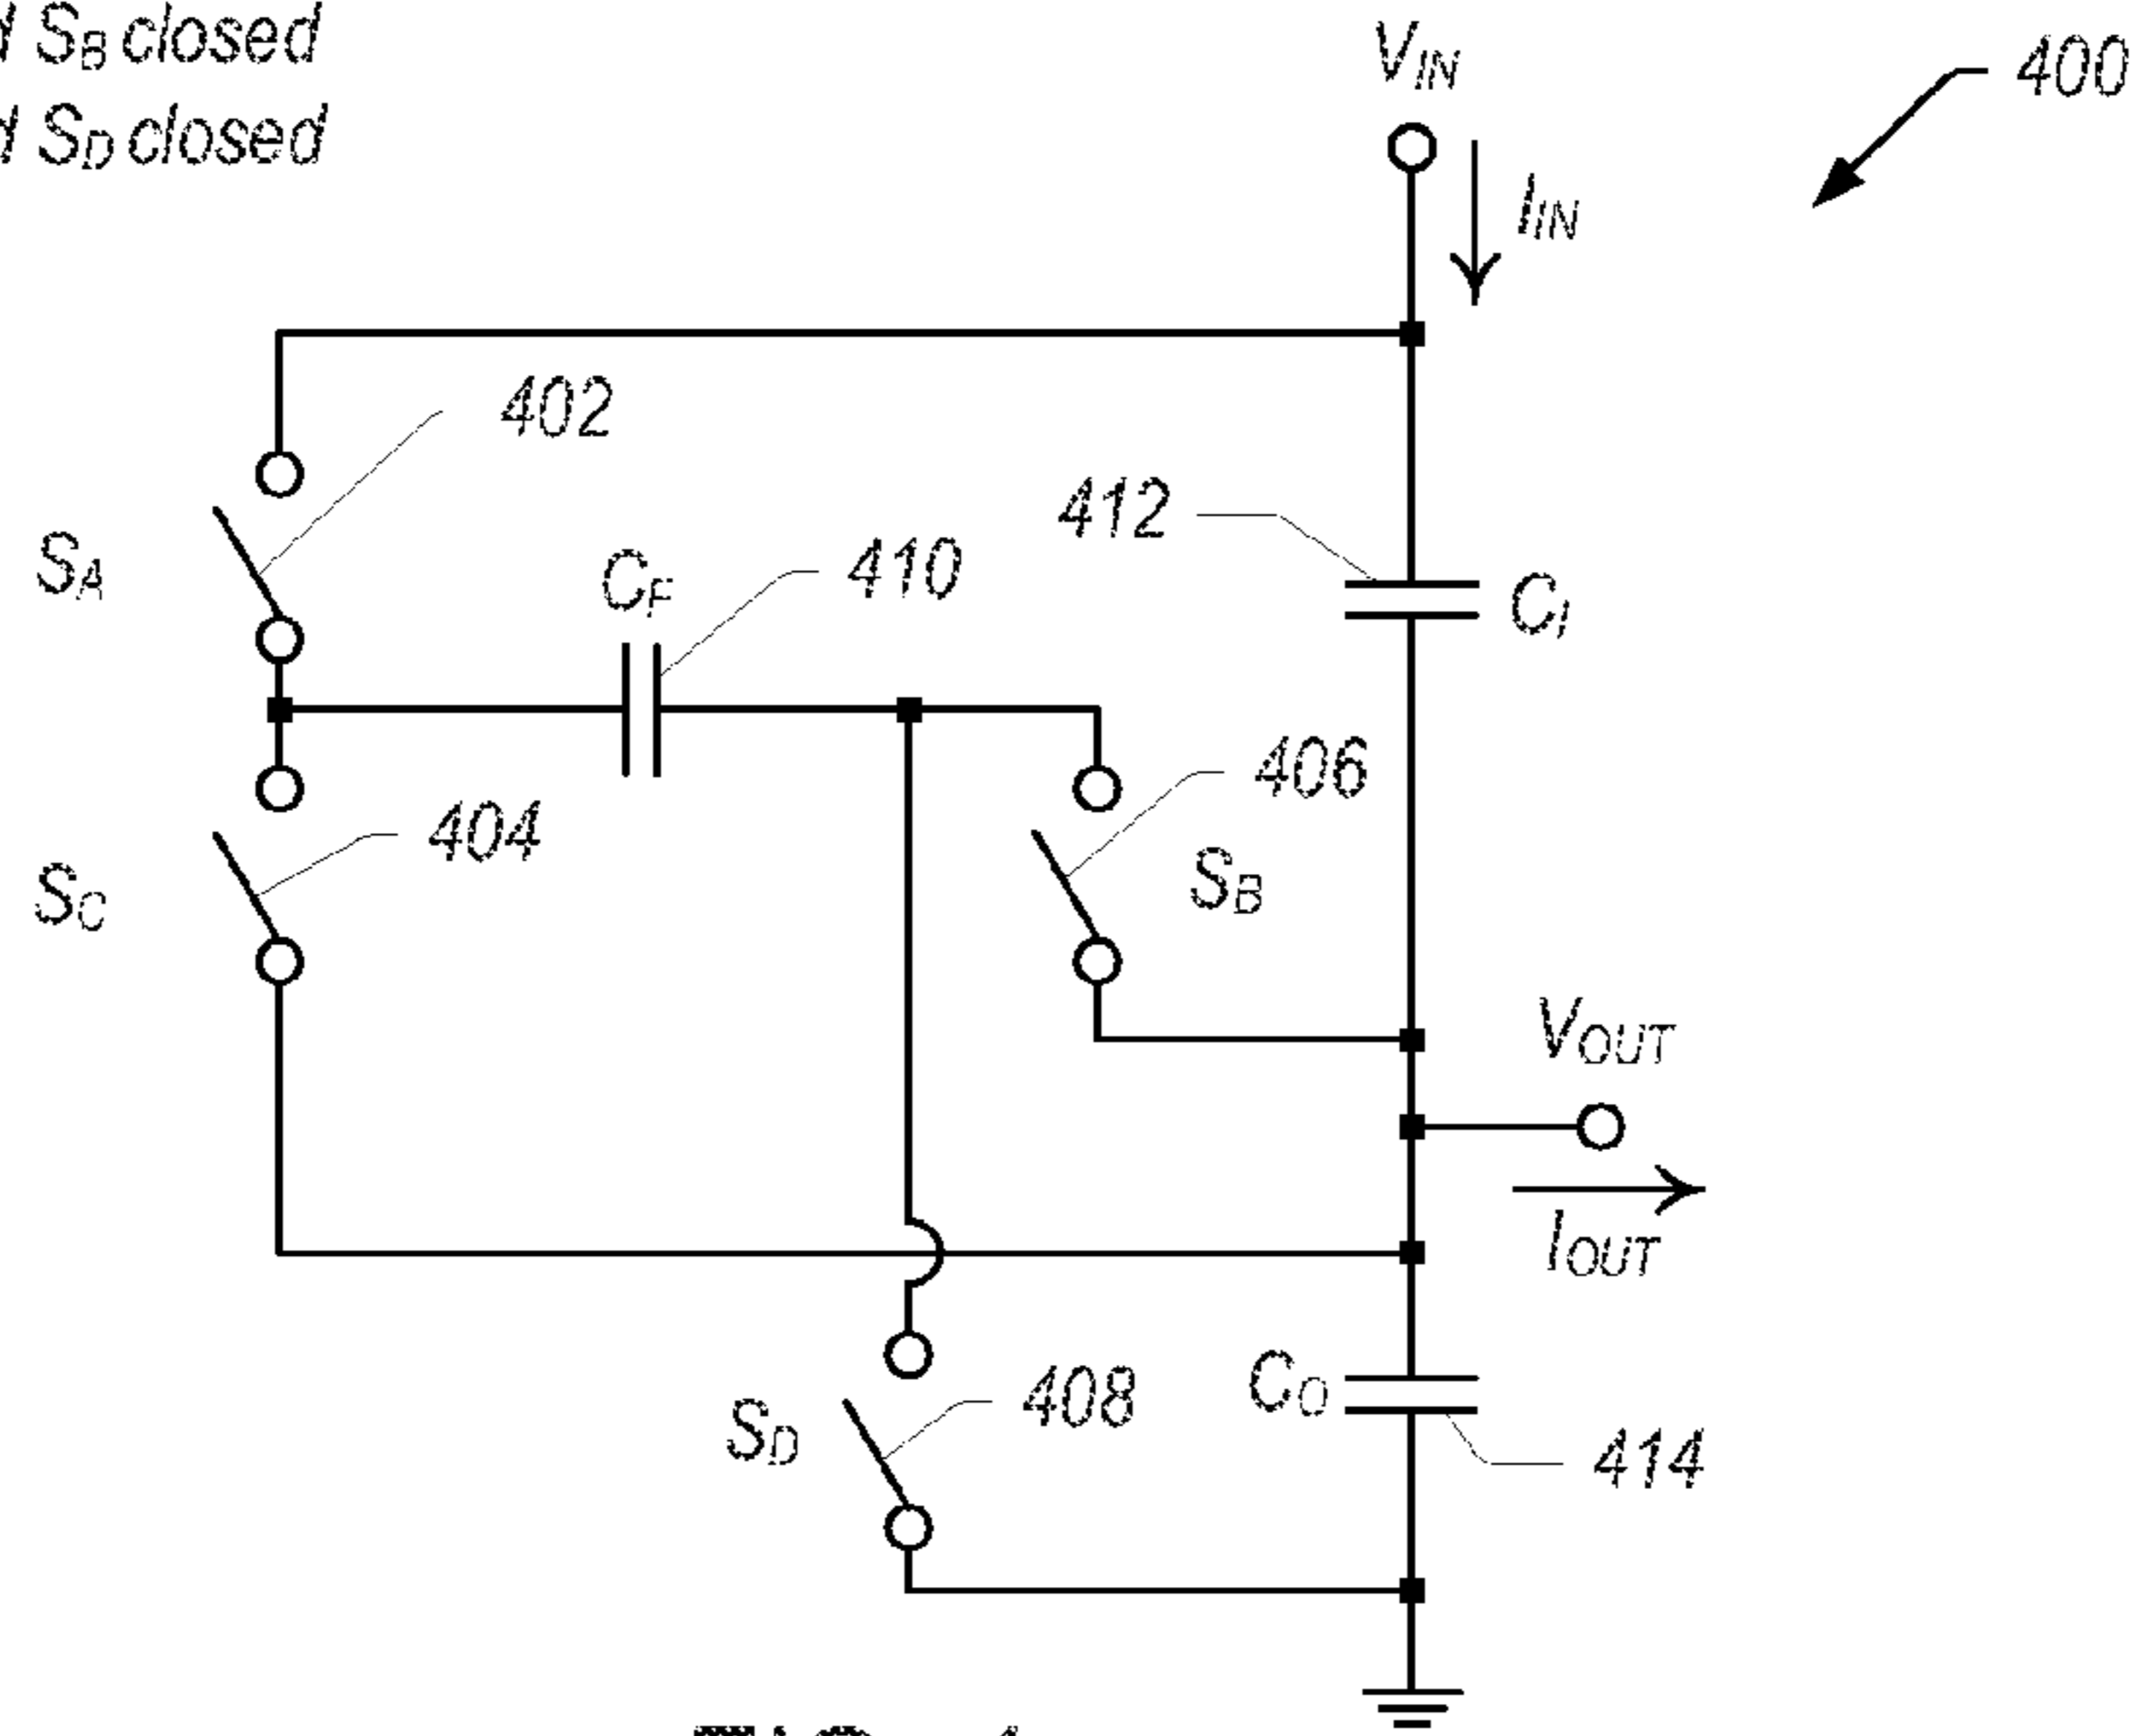 S_B closed
S_D closed
V_IN
400
I_IN
402
412
S_A
C_F
410
C_I
406
404
S_B
S_C
V_OUT
I_OUT
C_O
408
S_D
414